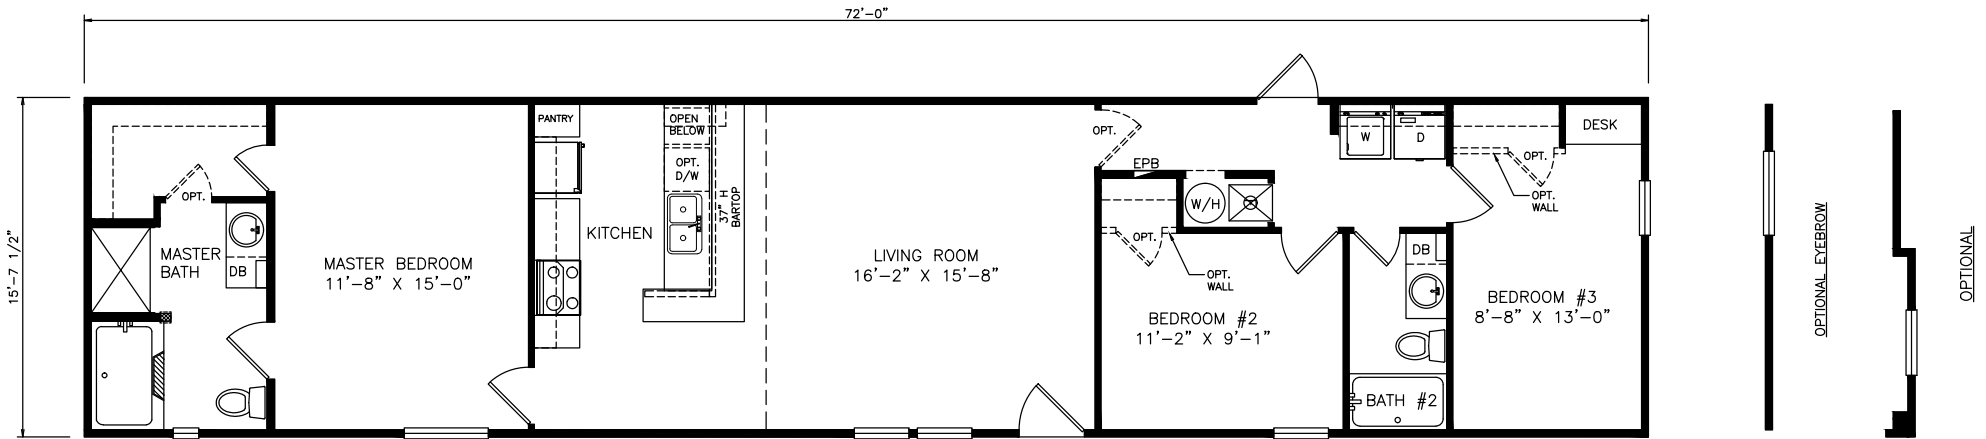 72'-0"
15'-7 1/2"
PANTRY
OPEN
BELOW
OPT.
D/W
37" H
BARTOP
KITCHEN
OPT.
MASTER
BATH
DB
MASTER BEDROOM
11'-8" X 15'-0"
LIVING ROOM
16'-2" X 15'-8"
OPT.
EPB
W/H
W
D
DESK
OPT.
OPT.
WALL
OPT.
OPT.
WALL
DB
BEDROOM #2
11'-2" X 9'-1"
BEDROOM #3
8'-8" X 13'-0"
BATH #2
OPTIONAL EYEBROW
OPTIONAL